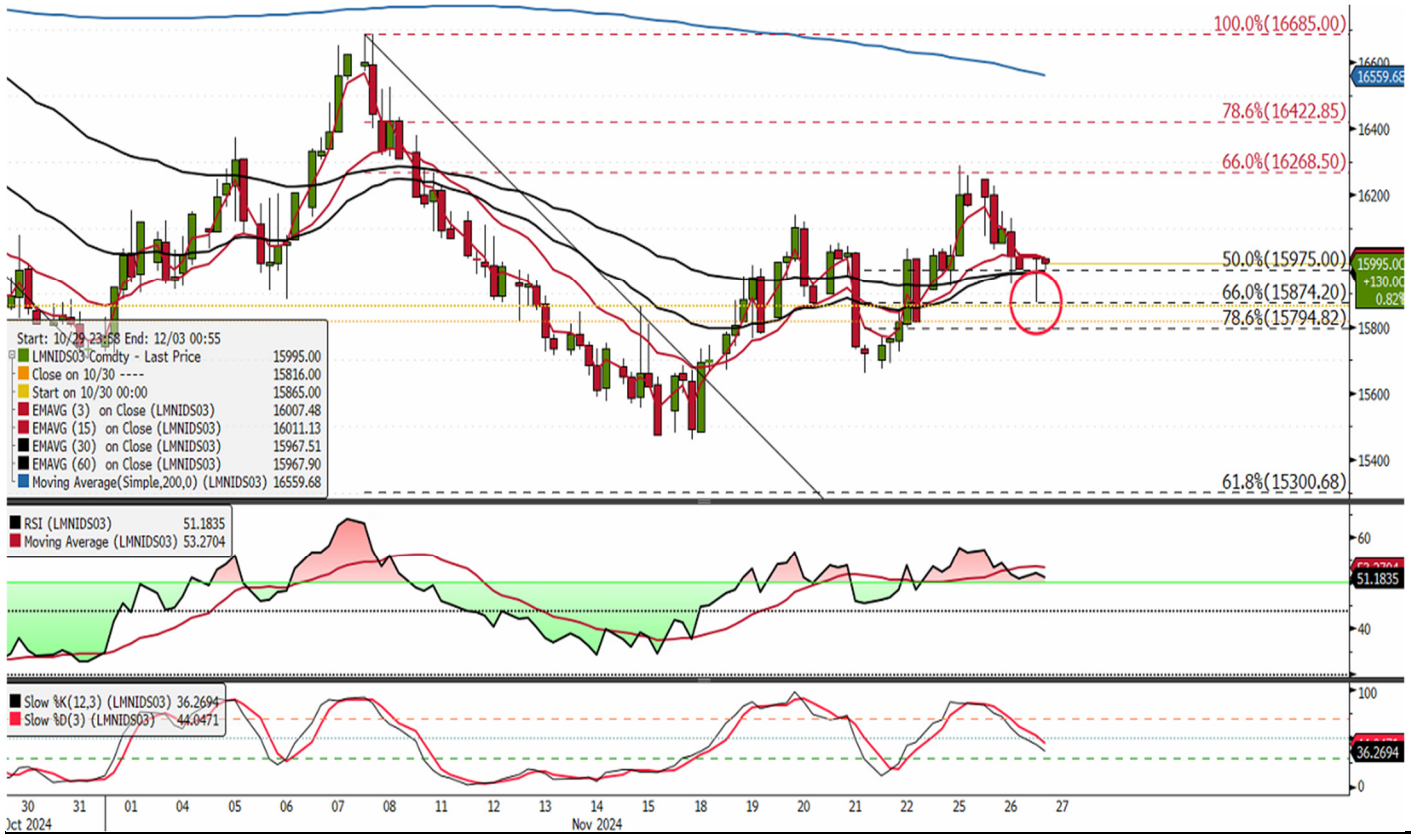 100.0%(16685.00)
16600
16559.68
78.6%(16422.85)
16400
66.0%(16268.50)
16200
50.0%(15975.00)
15995.00
+130.00
0.82%
66.0%(15874.20)
78.6%(15794.82)
15800
15600
15400
61.8%(15300.68)
Start: 10/29 23:58 End: 12/03 00:55
LMNIDS03 Comdty - Last Price 15995.00
Close on 10/30 ---- 15816.00
Start on 10/30 00:00 15865.00
EMAVG (3) on Close (LMNIDS03) 16007.48
EMAVG (15) on Close (LMNIDS03) 16011.13
EMAVG (30) on Close (LMNIDS03) 15967.51
EMAVG (60) on Close (LMNIDS03) 15967.90
Moving Average(Simple,200,0) (LMNIDS03) 16559.68
RSI (LMNIDS03) 51.1835
Moving Average (LMNIDS03) 53.2704
60
53.2704
51.1835
40
Slow %K(12,3) (LMNIDS03) 36.2694
Slow %D(3) (LMNIDS03) 44.0471
100
44.0471
36.2694
0
30 31 01 04 05 06 07 08 11 12 13 14 15 18 19 20 21 22 25 26 27
Oct 2024 Nov 2024